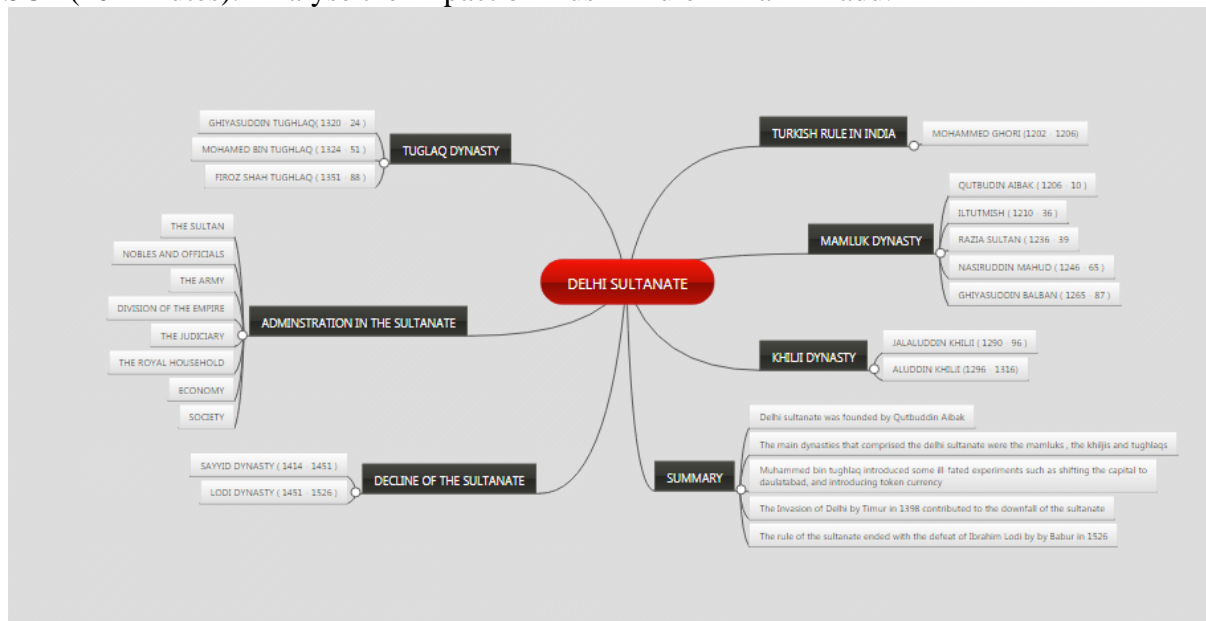 TUGLAQ DYNASTY
GHIYASUDDIN TUGHLAQ( 1320 - 24 )
MOHAMED BIN TUGHLAQ ( 1324 - 51 )
FIROZ SHAH TUGHLAQ ( 1351 - 88 )
ADMINSTRATION IN THE SULTANATE
THE SULTAN
NOBLES AND OFFICIALS
THE ARMY
DIVISION OF THE EMPIRE
THE JUDICIARY
THE ROYAL HOUSEHOLD
ECONOMY
SOCIETY
DECLINE OF THE SULTANATE
SAYYID DYNASTY ( 1414 - 1451 )
LODI DYNASTY ( 1451 - 1526 )
DELHI SULTANATE
TURKISH RULE IN INDIA
MOHAMMED GHORI (1202 - 1206)
MAMLUK DYNASTY
QUTBUDIN AIBAK ( 1206 - 10 )
ILTUTMISH ( 1210 - 36 )
RAZIA SULTAN ( 1236 - 39
NASIRUDDIN MAHUD ( 1246 - 65 )
GHIYASUDDIN BALBAN ( 1265 - 87 )
KHILJI DYNASTY
JALALUDDIN KHILJI ( 1290 - 96 )
ALUDDIN KHILJI (1296 - 1316)
SUMMARY
Delhi sultanate was founded by Qutbuddin Aibak
The main dynasties that comprised the delhi sultanate were the mamluks , the khiljis and tughlaqs
Muhammed bin tughlaq introduced some ill fated experiments such as shifting the capital to
daulatabad, and introducing token currency
The Invasion of Delhi by Timur in 1398 contributed to the downfall of the sultanate
The rule of the sultanate ended with the defeat of Ibrahim Lodi by by Babur in 1526